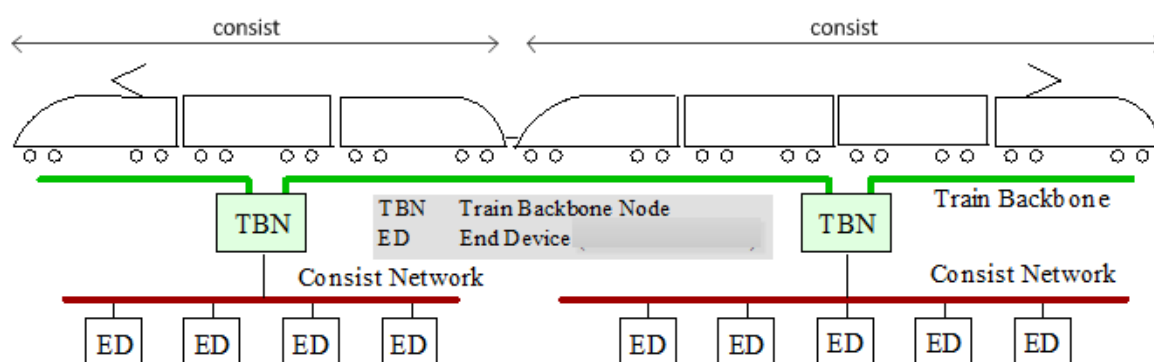 consist consist
Train Backbone
TBN TBN
TBN Train Backbone Node
ED End Device
Consist Network Consist Network
ED ED ED ED ED ED ED ED ED